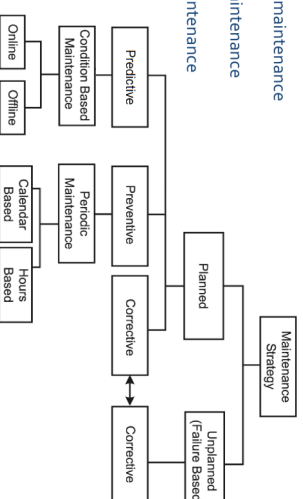 maintenance
intenance
ntenance
Maintenance
Strategy
Planned
Unplanned
(Failure Based
Predictive
Preventive
Corrective
Corrective
Condition Based
Maintenance
Periodic
Maintenance
Online
Offline
Calendar
Based
Hours
Based